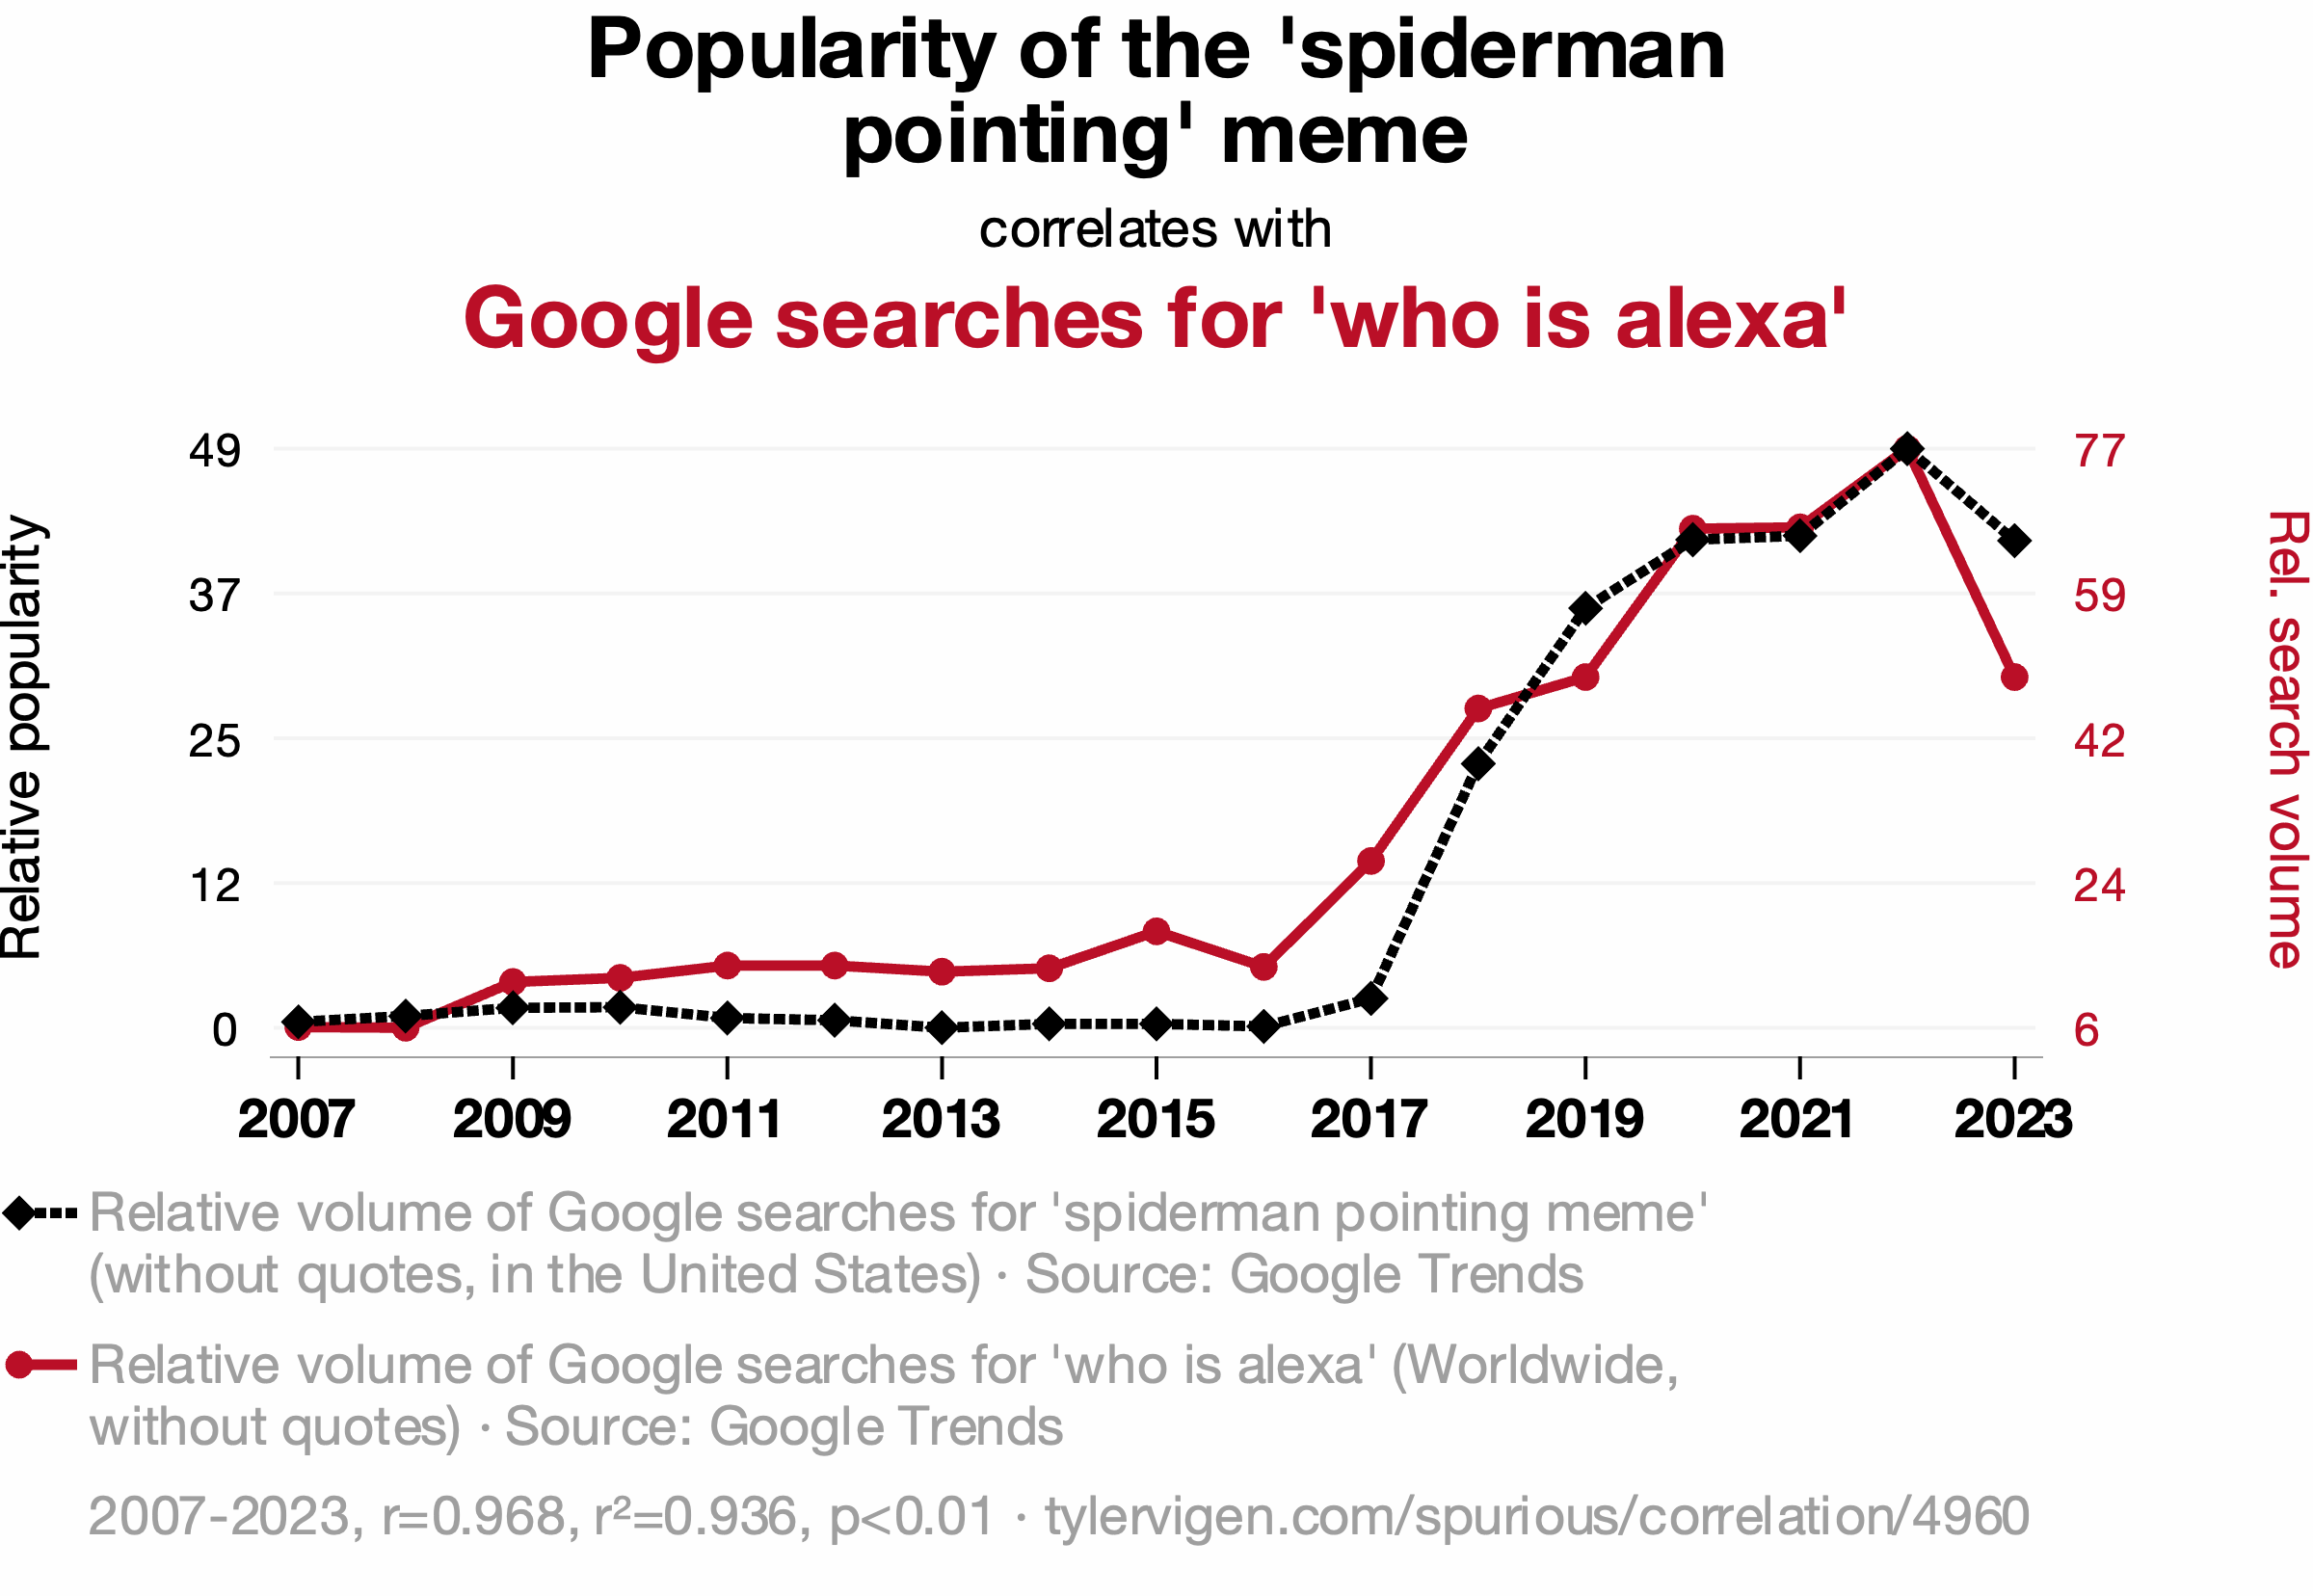 Popularity of the 'spiderman
pointing' meme
correlates with
Google searches for 'who is alexa'
Relative popularity
49
37
25
12
0
77
59
42
24
6
Rel. search volume
2007
2009
2011
2013
2015
2017
2019
2021
2023
Relative volume of Google searches for 'spiderman pointing meme'
(without quotes, in the United States) · Source: Google Trends
Relative volume of Google searches for 'who is alexa' (Worldwide,
without quotes) · Source: Google Trends
2007-2023, r=0.968, r²=0.936, p<0.01 · tylervigen.com/spurious/correlation/4960